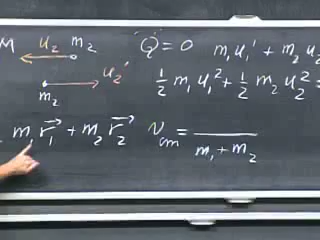 M u₂ m₂ Q = 0 m₁ u₁' + m₂ u
u₂' ½ m₁ u₁² + ½ m₂ u₂² =
m₂
m₁ r⃗₁ + m₂ r⃗₂ v_cm = ———
m₁ + m₂